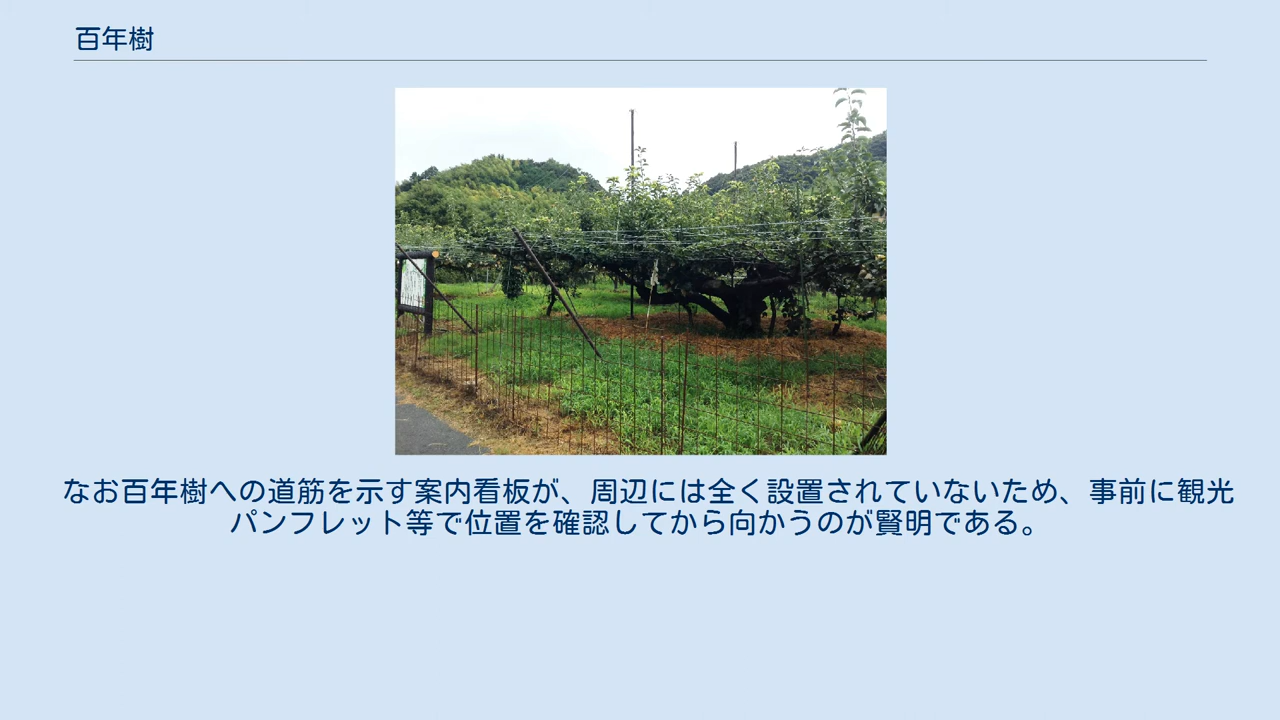 百年樹
なお百年樹への道筋を示す案内看板が、周辺には全く設置されていないため、事前に観光
パンフレット等で位置を確認してから向かうのが賢明である。